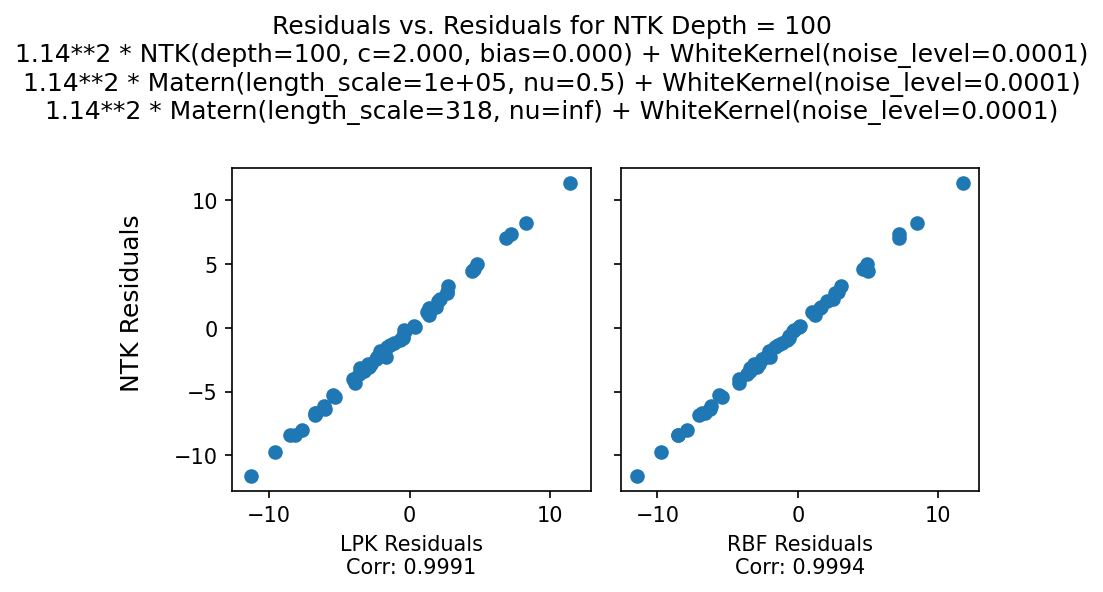 Residuals vs. Residuals for NTK Depth = 100
1.14**2 * NTK(depth=100, c=2.000, bias=0.000) + WhiteKernel(noise_level=0.0001)
1.14**2 * Matern(length_scale=1e+05, nu=0.5) + WhiteKernel(noise_level=0.0001)
1.14**2 * Matern(length_scale=318, nu=inf) + WhiteKernel(noise_level=0.0001)
NTK Residuals
10
5
0
−5
−10
−10 0 10
−10 0 10
LPK Residuals
Corr: 0.9991
RBF Residuals
Corr: 0.9994